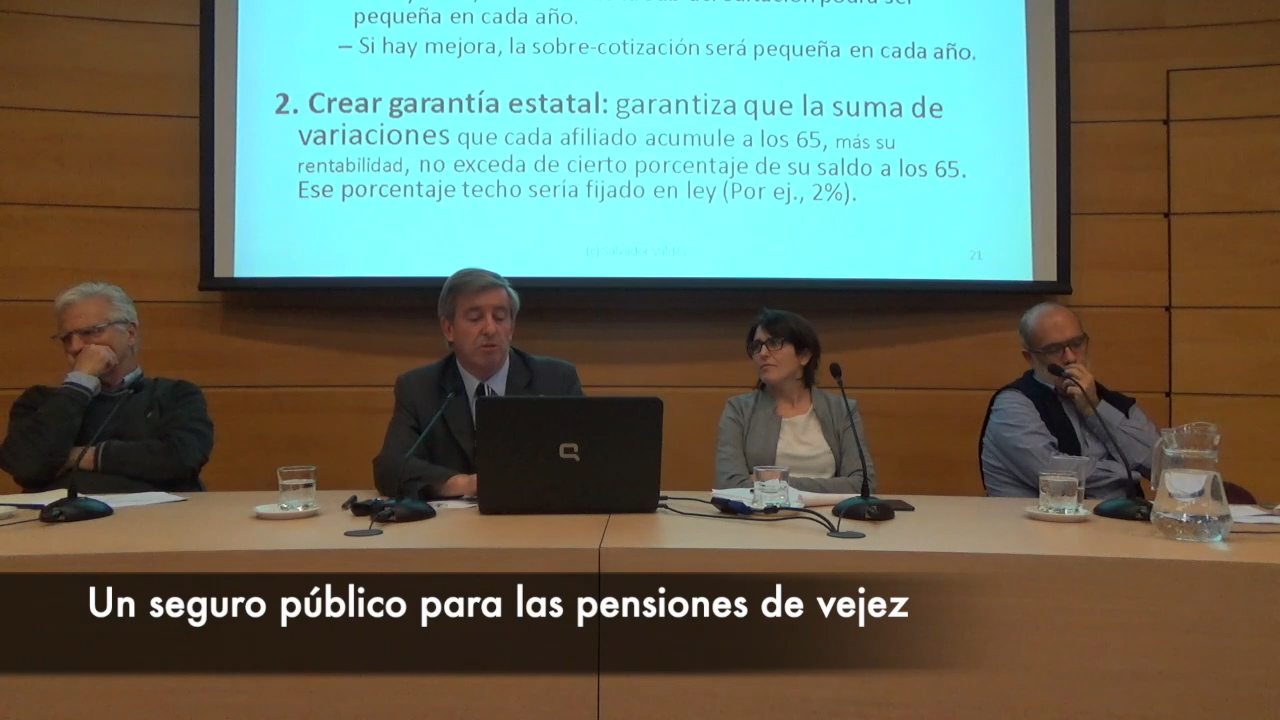 pequeña en cada año.
– Si hay mejora, la sobre-cotización será pequeña en cada año.
2. Crear garantía estatal: garantiza que la suma de
variaciones que cada afiliado acumule a los 65, más su
rentabilidad, no exceda de cierto porcentaje de su saldo a los 65.
Ese porcentaje techo sería fijado en ley (Por ej., 2%).
(c) Salvador Valdés
21
Un seguro público para las pensiones de vejez